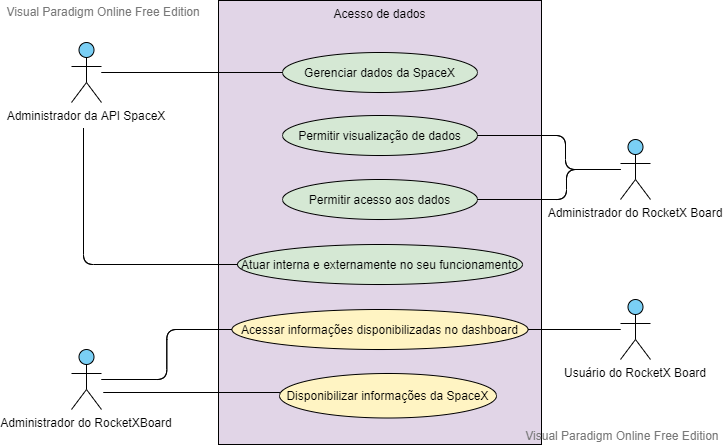 Visual Paradigm Online Free Edition
Acesso de dados
Gerenciar dados da SpaceX
Administrador da API SpaceX
Permitir visualização de dados
Permitir acesso aos dados
Administrador do RocketX Board
Atuar interna e externamente no seu funcionamento
Acessar informações disponibilizadas no dashboard
Usuário do RocketX Board
Disponibilizar informações da SpaceX
Administrador do RocketXBoard
Visual Paradigm Online Free Edition